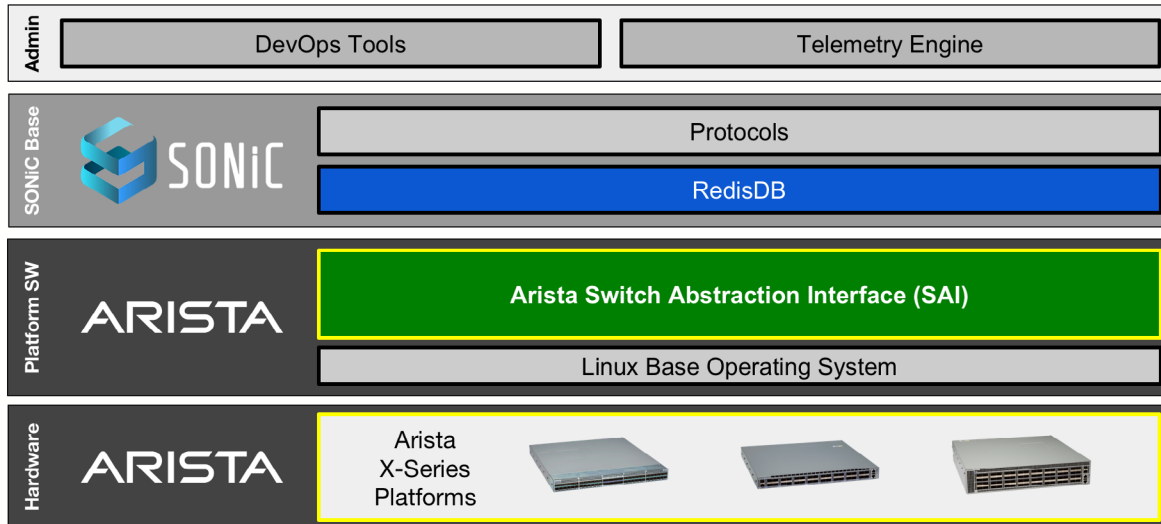 Admin
DevOps Tools
Telemetry Engine
SONiC Base
SONiC
Protocols
RedisDB
Platform SW
ARISTA
Arista Switch Abstraction Interface (SAI)
Linux Base Operating System
Hardware
ARISTA
Arista
X-Series
Platforms